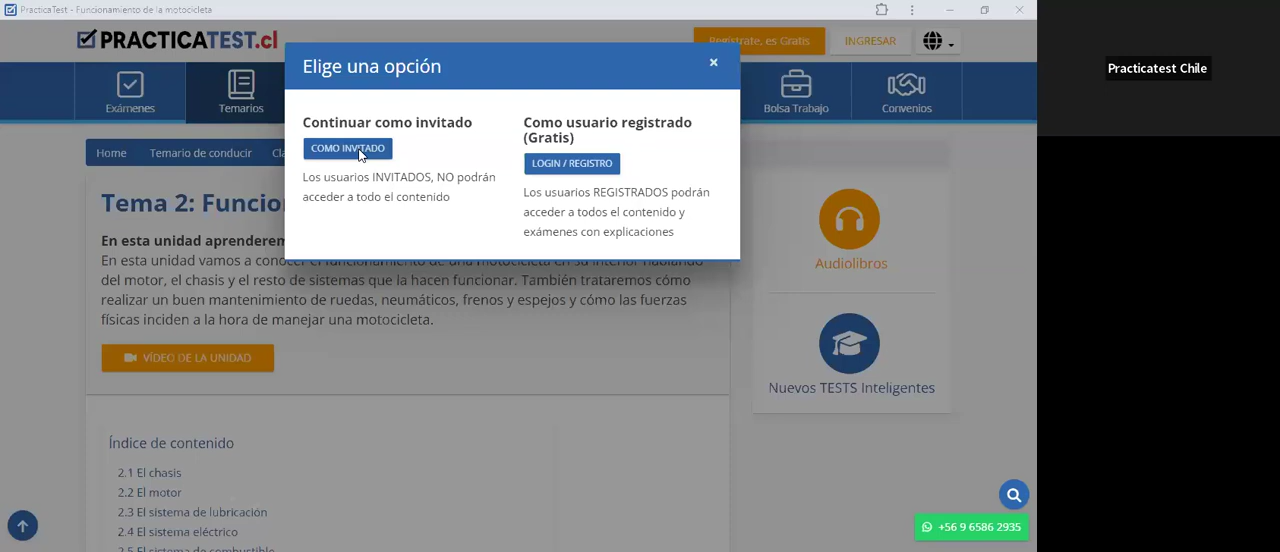 PracticaTest - Funcionamiento de la motocicleta
PRACTICATEST.cl
Regístrate, es Gratis
INGRESAR
Exámenes
Temarios
Bolsa Trabajo
Convenios
Practicatest Chile
Elige una opción
×
Continuar como invitado
COMO INVITADO
Los usuarios INVITADOS, NO podrán
acceder a todo el contenido
Como usuario registrado
(Gratis)
LOGIN / REGISTRO
Los usuarios REGISTRADOS podrán
acceder a todos el contenido y
exámenes con explicaciones
Home
Temario de conducir
Tema 2: Funcio
En esta unidad aprenderem
En esta unidad vamos a conocer el funcionamiento de una motocicleta en su interior hablando
del motor, el chasis y el resto de sistemas que la hacen funcionar. También trataremos cómo
realizar un buen mantenimiento de ruedas, neumáticos, frenos y espejos y cómo las fuerzas
físicas inciden a la hora de manejar una motocicleta.
VÍDEO DE LA UNIDAD
Índice de contenido
2.1 El chasis
2.2 El motor
2.3 El sistema de lubricación
2.4 El sistema eléctrico
2.5 El sistema de combustible
Audiolibros
Nuevos TESTS Inteligentes
+56 9 6586 2935